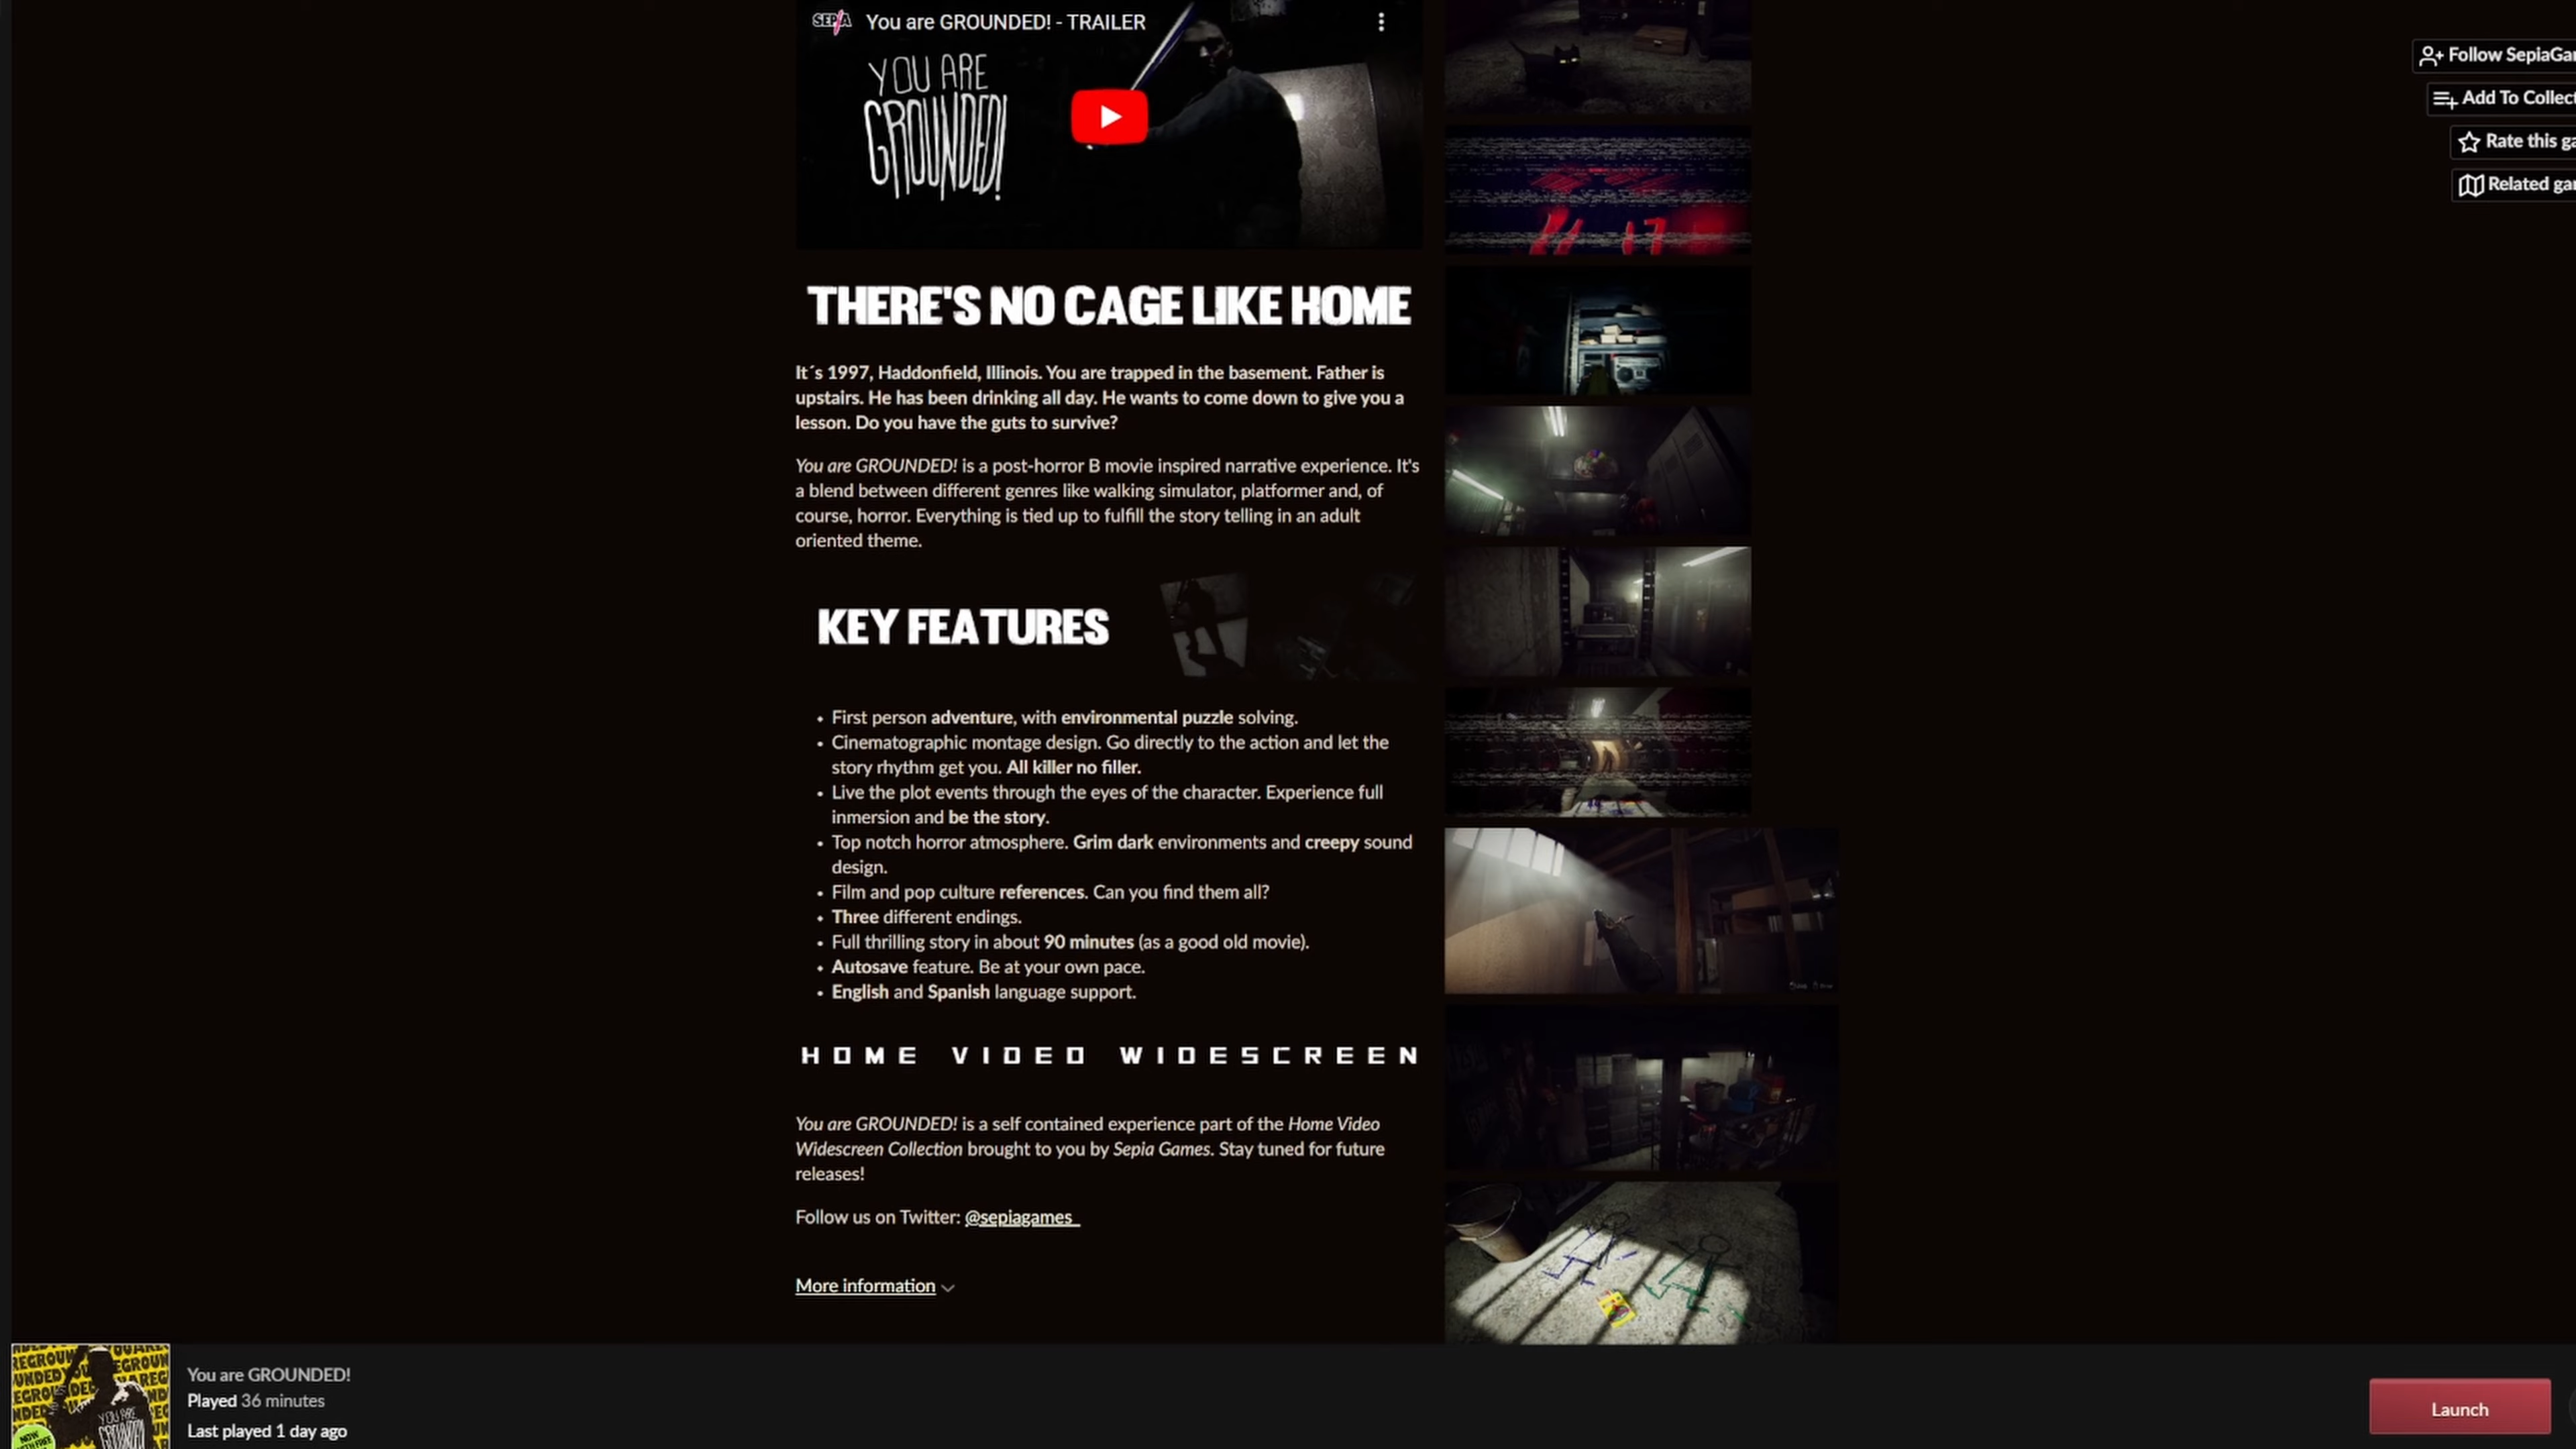 SEPIA You are GROUNDED! - TRAILER
YOU ARE
GROUNDED!
THERE'S NO CAGE LIKE HOME
It´s 1997, Haddonfield, Illinois. You are trapped in the basement. Father is
upstairs. He has been drinking all day. He wants to come down to give you a
lesson. Do you have the guts to survive?
You are GROUNDED! is a post-horror B movie inspired narrative experience. It's
a blend between different genres like walking simulator, platformer and, of
course, horror. Everything is tied up to fulfill the story telling in an adult
oriented theme.
KEY FEATURES
• First person adventure, with environmental puzzle solving.
• Cinematographic montage design. Go directly to the action and let the
story rhythm get you. All killer no filler.
• Live the plot events through the eyes of the character. Experience full
inmersion and be the story.
• Top notch horror atmosphere. Grim dark environments and creepy sound
design.
• Film and pop culture references. Can you find them all?
• Three different endings.
• Full thrilling story in about 90 minutes (as a good old movie).
• Autosave feature. Be at your own pace.
• English and Spanish language support.
HOME VIDEO WIDESCREEN
You are GROUNDED! is a self contained experience part of the Home Video
Widescreen Collection brought to you by Sepia Games. Stay tuned for future
releases!
Follow us on Twitter: @sepiagames_
More information
Follow SepiaGa
Add To Collect
Rate this ga
Related ga
You are GROUNDED!
Played 36 minutes
Last played 1 day ago
YOU ARE
GROUNDED!
NOW
Launch